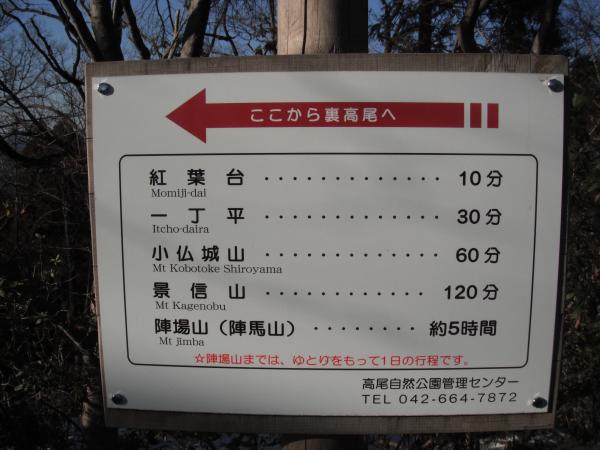 ここから裏高尾へ
紅葉台 ・・・・・・・・・・・・・ 10分
Momiji-dai
一丁平 ・・・・・・・・・・・・・ 30分
Itcho-daira
小仏城山 ・・・・・・・・・・・・・ 60分
Mt Kobotoke Shiroyama
景信山 ・・・・・・・・・・・・ 120分
Mt Kagenobu
陣場山（陣馬山） ・・・・・・・・ 約5時間
Mt jimba
☆陣場山までは、ゆとりをもって1日の行程です。
高尾自然公園管理センター
TEL 042-664-7872